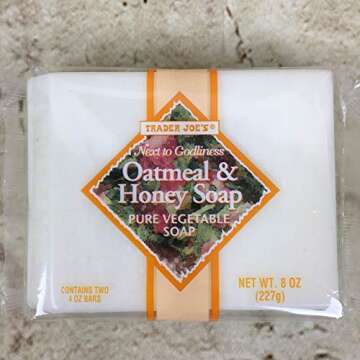 TRADER JOE'S®
Next to Godliness
Oatmeal &
Honey Soap
PURE VEGETABLE
SOAP
CONTAINS TWO
4 OZ BARS
NET WT. 8 OZ
(227g)